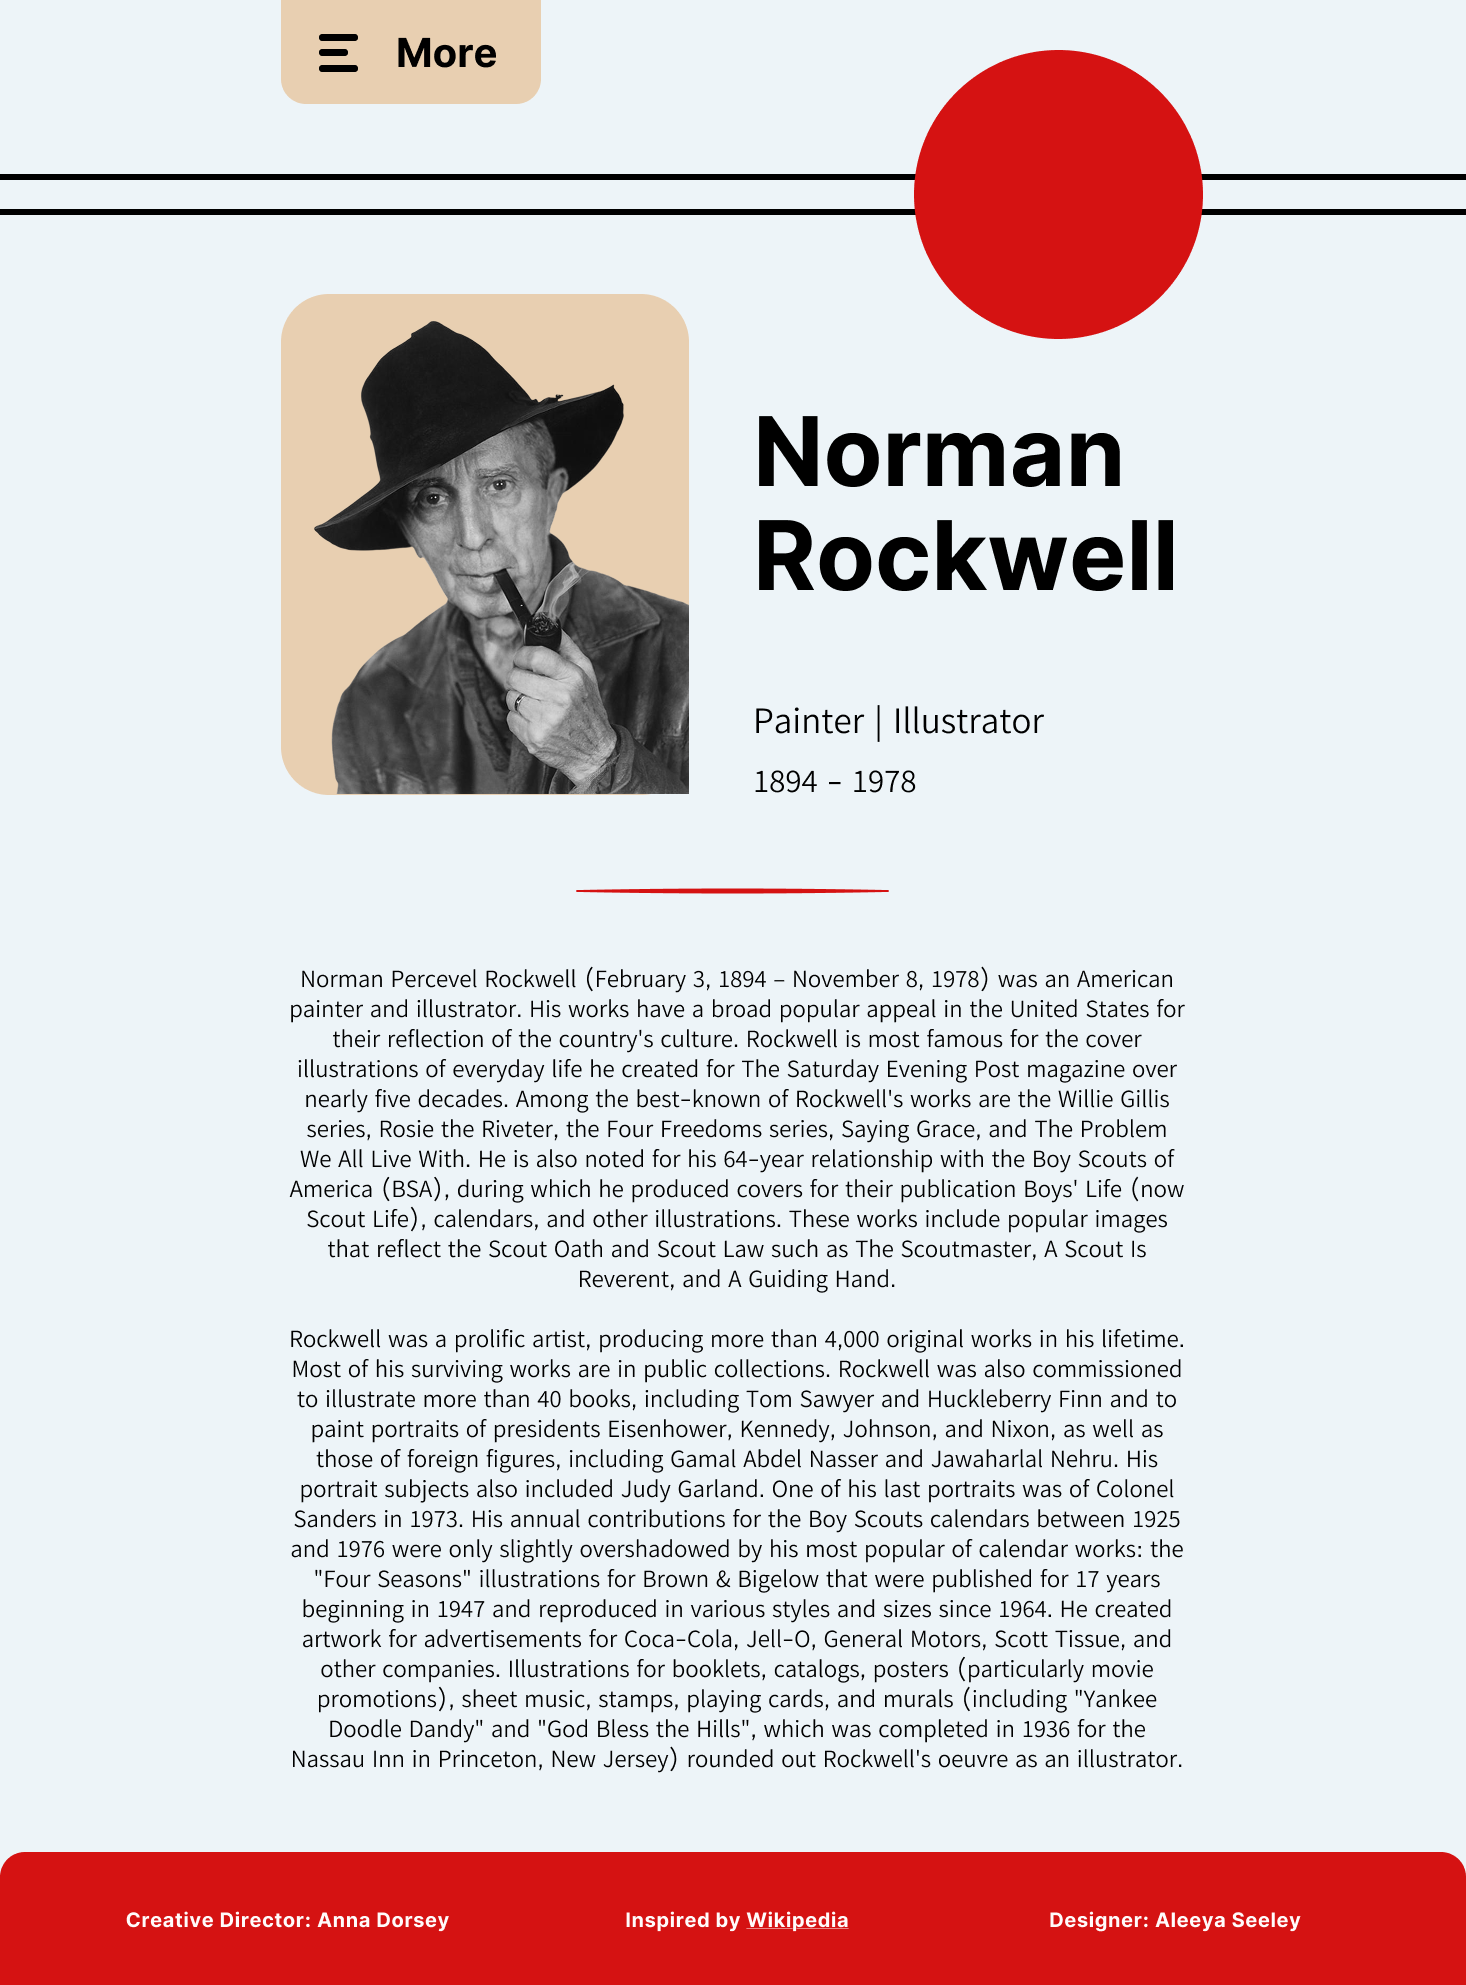 More
Norman
Rockwell
Painter | Illustrator
1894 - 1978
Norman Percevel Rockwell (February 3, 1894 – November 8, 1978) was an American
painter and illustrator. His works have a broad popular appeal in the United States for
their reflection of the country's culture. Rockwell is most famous for the cover
illustrations of everyday life he created for The Saturday Evening Post magazine over
nearly five decades. Among the best-known of Rockwell's works are the Willie Gillis
series, Rosie the Riveter, the Four Freedoms series, Saying Grace, and The Problem
We All Live With. He is also noted for his 64-year relationship with the Boy Scouts of
America (BSA), during which he produced covers for their publication Boys' Life (now
Scout Life), calendars, and other illustrations. These works include popular images
that reflect the Scout Oath and Scout Law such as The Scoutmaster, A Scout Is
Reverent, and A Guiding Hand.
Rockwell was a prolific artist, producing more than 4,000 original works in his lifetime.
Most of his surviving works are in public collections. Rockwell was also commissioned
to illustrate more than 40 books, including Tom Sawyer and Huckleberry Finn and to
paint portraits of presidents Eisenhower, Kennedy, Johnson, and Nixon, as well as
those of foreign figures, including Gamal Abdel Nasser and Jawaharlal Nehru. His
portrait subjects also included Judy Garland. One of his last portraits was of Colonel
Sanders in 1973. His annual contributions for the Boy Scouts calendars between 1925
and 1976 were only slightly overshadowed by his most popular of calendar works: the
"Four Seasons" illustrations for Brown & Bigelow that were published for 17 years
beginning in 1947 and reproduced in various styles and sizes since 1964. He created
artwork for advertisements for Coca-Cola, Jell-O, General Motors, Scott Tissue, and
other companies. Illustrations for booklets, catalogs, posters (particularly movie
promotions), sheet music, stamps, playing cards, and murals (including "Yankee
Doodle Dandy" and "God Bless the Hills", which was completed in 1936 for the
Nassau Inn in Princeton, New Jersey) rounded out Rockwell's oeuvre as an illustrator.
Creative Director: Anna Dorsey
Inspired by Wikipedia
Designer: Aleeya Seeley